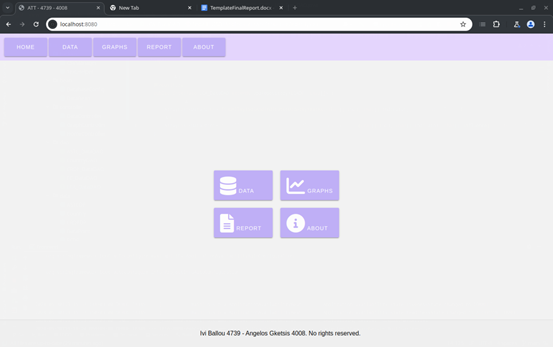 ATT - 4739 - 4008
New Tab
TemplateFinalReport.docx
localhost:8080
HOME DATA GRAPHS REPORT ABOUT
DATA GRAPHS
REPORT ABOUT
Ivi Ballou 4739 - Angelos Gketsis 4008. No rights reserved.